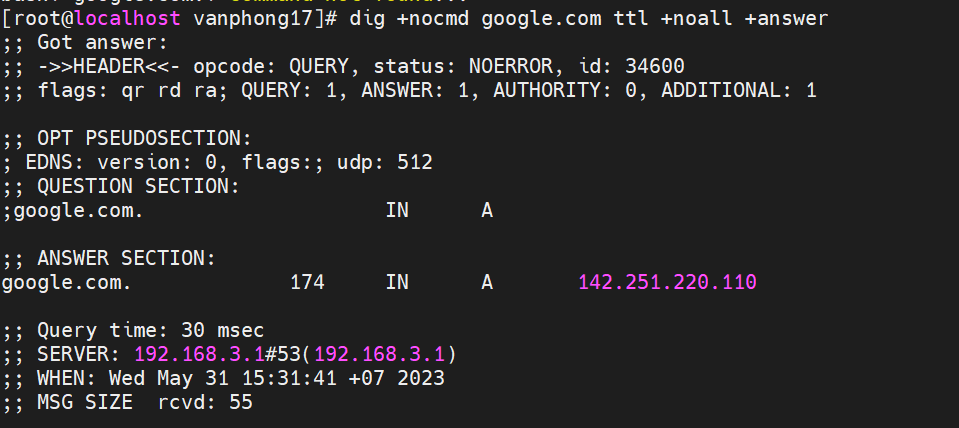 [root@localhost vanphong17]# dig +nocmd google.com ttl +noall +answer
;; Got answer:
;; ->>HEADER<<- opcode: QUERY, status: NOERROR, id: 34600
;; flags: qr rd ra; QUERY: 1, ANSWER: 1, AUTHORITY: 0, ADDITIONAL: 1
;; OPT PSEUDOSECTION:
; EDNS: version: 0, flags:; udp: 512
;; QUESTION SECTION:
;google.com. IN A
;; ANSWER SECTION:
google.com. 174 IN A 142.251.220.110
;; Query time: 30 msec
;; SERVER: 192.168.3.1#53(192.168.3.1)
;; WHEN: Wed May 31 15:31:41 +07 2023
;; MSG SIZE rcvd: 55